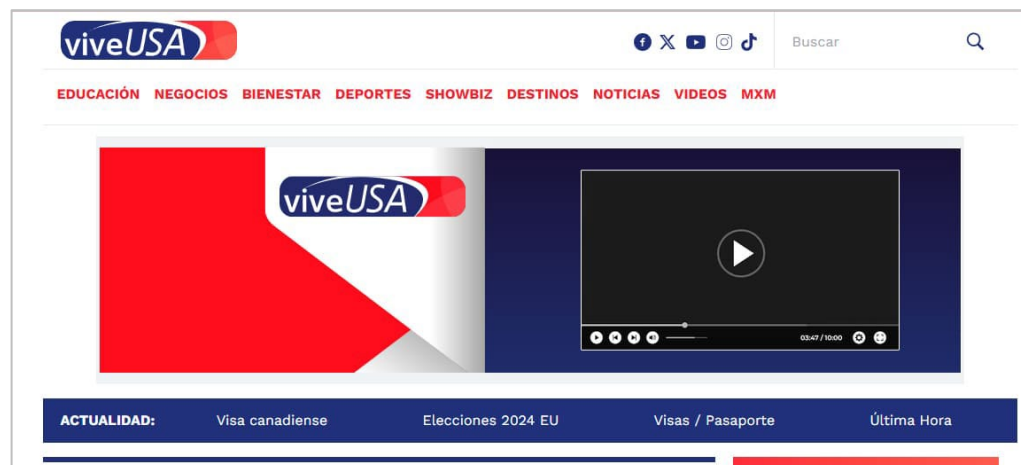 viveUSA
Buscar
EDUCACIÓN NEGOCIOS BIENESTAR DEPORTES SHOWBIZ DESTINOS NOTICIAS VIDEOS MXM
viveUSA
03:47 / 10:00
ACTUALIDAD: Visa canadiense Elecciones 2024 EU Visas / Pasaporte Última Hora